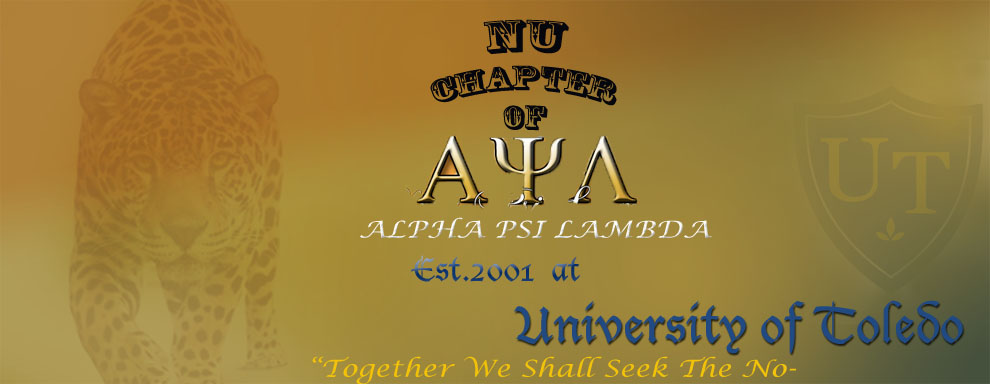 NU
CHAPTER
OF
ΑΨΛ
ALPHA PSI LAMBDA
Est.2001 at
University of Toledo
"Together We Shall Seek The No-
UT